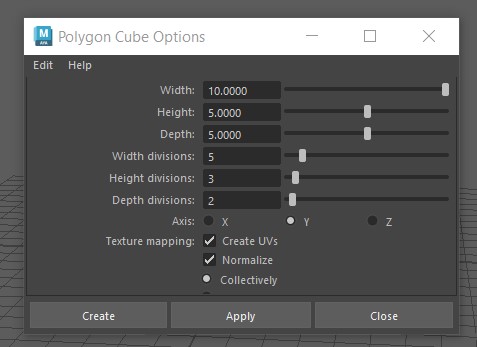 Polygon Cube Options
Edit Help
Width: 10.0000
Height: 5.0000
Depth: 5.0000
Width divisions: 5
Height divisions: 3
Depth divisions: 2
Axis: X Y Z
Texture mapping: Create UVs
Normalize
Collectively
Create Apply Close